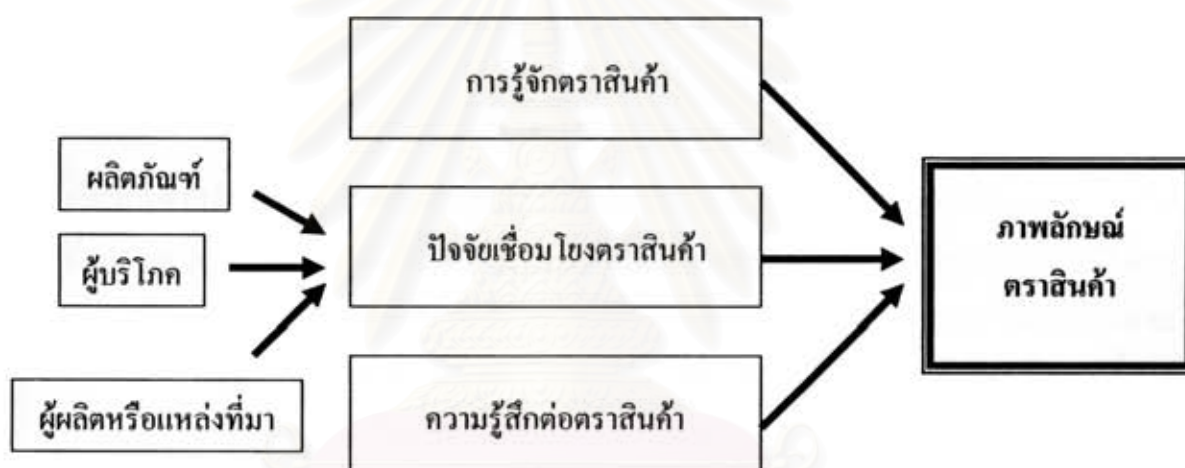 การรู้จักตราสินค้า
ผลิตภัณฑ์
ผู้บริโภค
ผู้ผลิตหรือแหล่งที่มา
ปัจจัยเชื่อมโยงตราสินค้า
ความรู้สึกต่อตราสินค้า
ภาพลักษณ์
ตราสินค้า